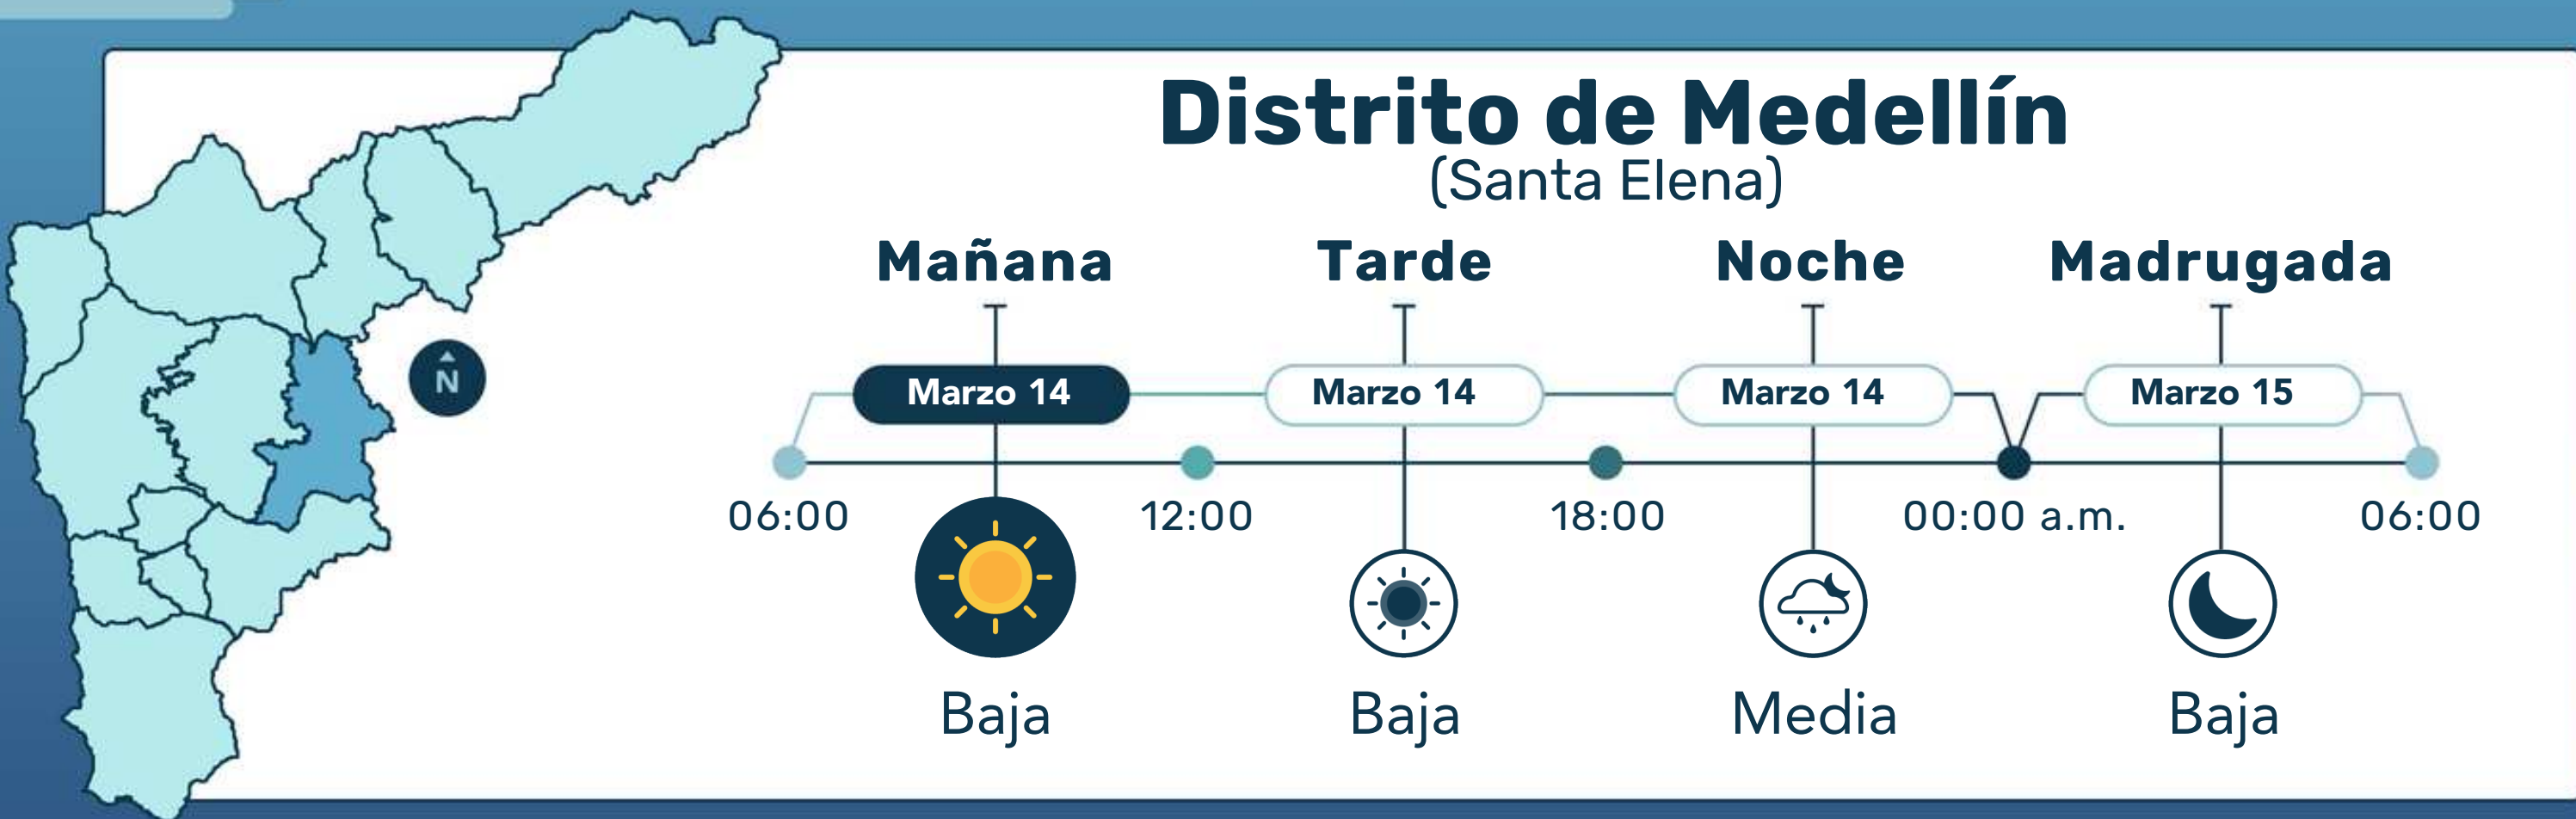 Distrito de Medellín
(Santa Elena)
Mañana Tarde Noche Madrugada
Marzo 14 Marzo 14 Marzo 14 Marzo 15
N
06:00 12:00 18:00 00:00 a.m. 06:00
Baja Baja Media Baja